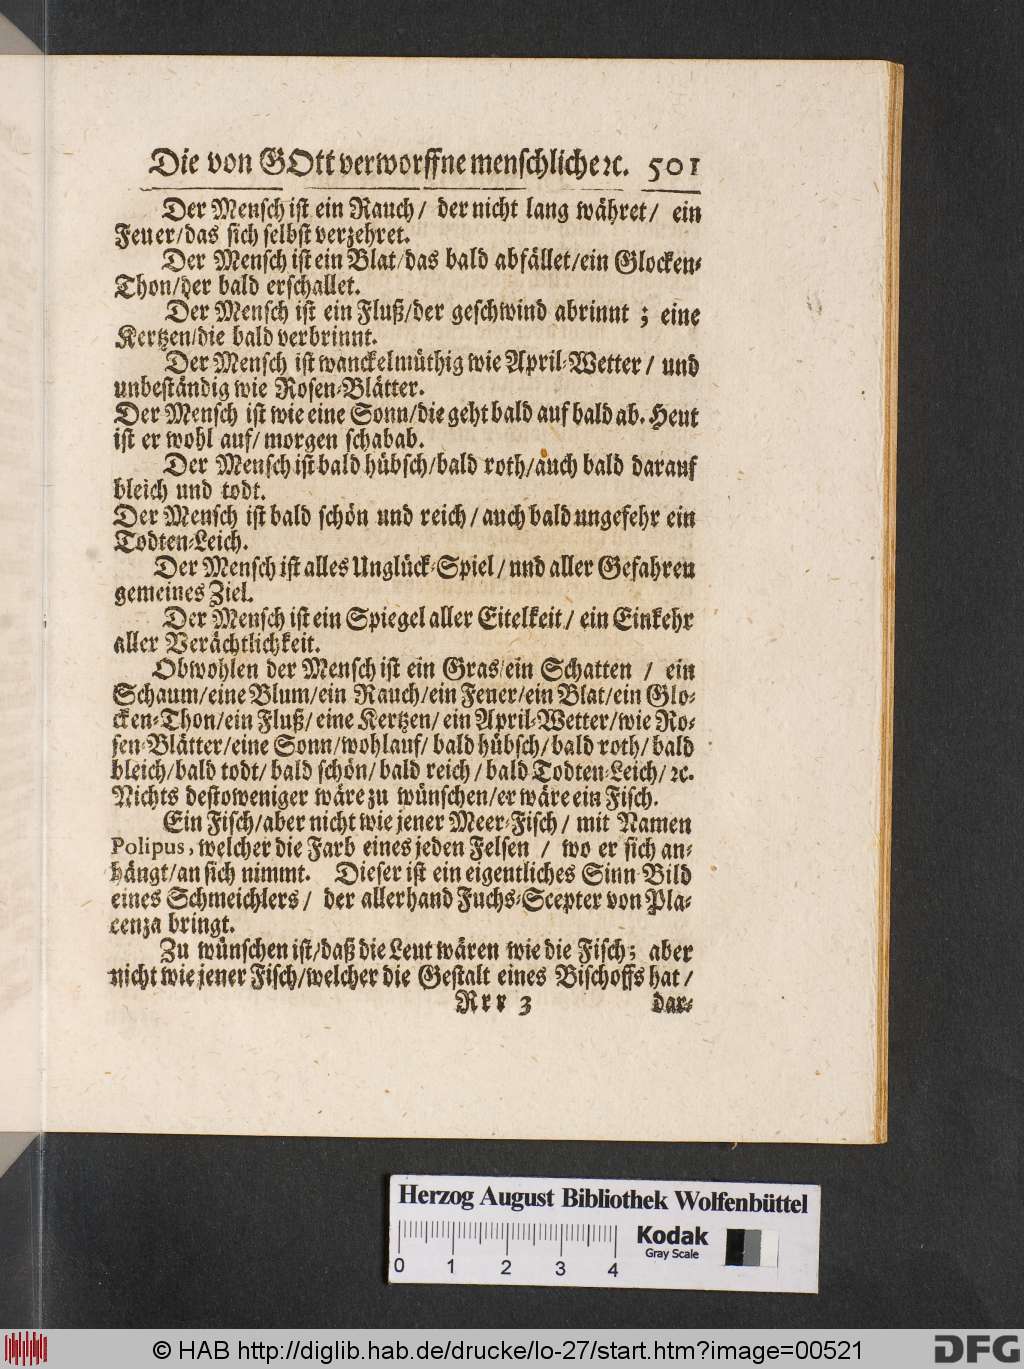 Die von GOtt verworffne menschliche ꝛc. 501
Der Mensch ist ein Rauch / der nicht lang währet / ein
Feuer/das sich selbst verzehret.
Der Mensch ist ein Blat/das bald abfället/ein Glocken-
Thon/der bald erschallet.
Der Mensch ist ein Fluß/der geschwind abrinnt ; eine
Kertzen/die bald verbrinnt.
Der Mensch ist wanckelmüthig wie April-Wetter / und
unbeständig wie Rosen-Blätter.
Der Mensch ist wie eine Sonn/die geht bald auf bald ab. Heut
ist er wohl auf/ morgen schabab.
Der Mensch ist bald hübsch/bald roth/auch bald darauf
bleich und todt.
Der Mensch ist bald schön und reich / auch bald ungefehr ein
Todten-Leich.
Der Mensch ist alles Unglück-Spiel / und aller Gefahren
gemeines Ziel.
Der Mensch ist ein Spiegel aller Eitelkeit / ein Einkehr
aller Verächtlichkeit.
Obwohlen der Mensch ist ein Gras/ein Schatten / ein
Schaum/eine Blum/ein Rauch/ein Feuer/ein Blat/ein Glo-
cken-Thon/ein Fluß/ eine Kertzen/ ein April-Wetter/wie Ro-
sen-Blätter/eine Sonn/wohlauf/ bald hübsch/ bald roth/ bald
bleich/bald todt/ bald schön/ bald reich / bald Todten-Leich/ ꝛc.
Nichts destoweniger wäre zu wünschen/er wäre ein Fisch.
Ein Fisch/aber nicht wie jener Meer-Fisch / mit Namen
Polipus, welcher die Farb eines jeden Felsen / wo er sich an-
hängt/an sich nimmt. Dieser ist ein eigentliches Sinn-Bild
eines Schmeichlers / der allerhand Fuchs-Scepter von Pla-
cenza bringt.
Zu wünschen ist/daß die Leut wären wie die Fisch; aber
nicht wie jener Fisch/welcher die Gestalt eines Bischoffs hat /
Rrr 3 dar-
Herzog August Bibliothek Wolfenbüttel
Kodak
Gray Scale
0 1 2 3 4
© HAB http://diglib.hab.de/drucke/lo-27/start.htm?image=00521
DFG